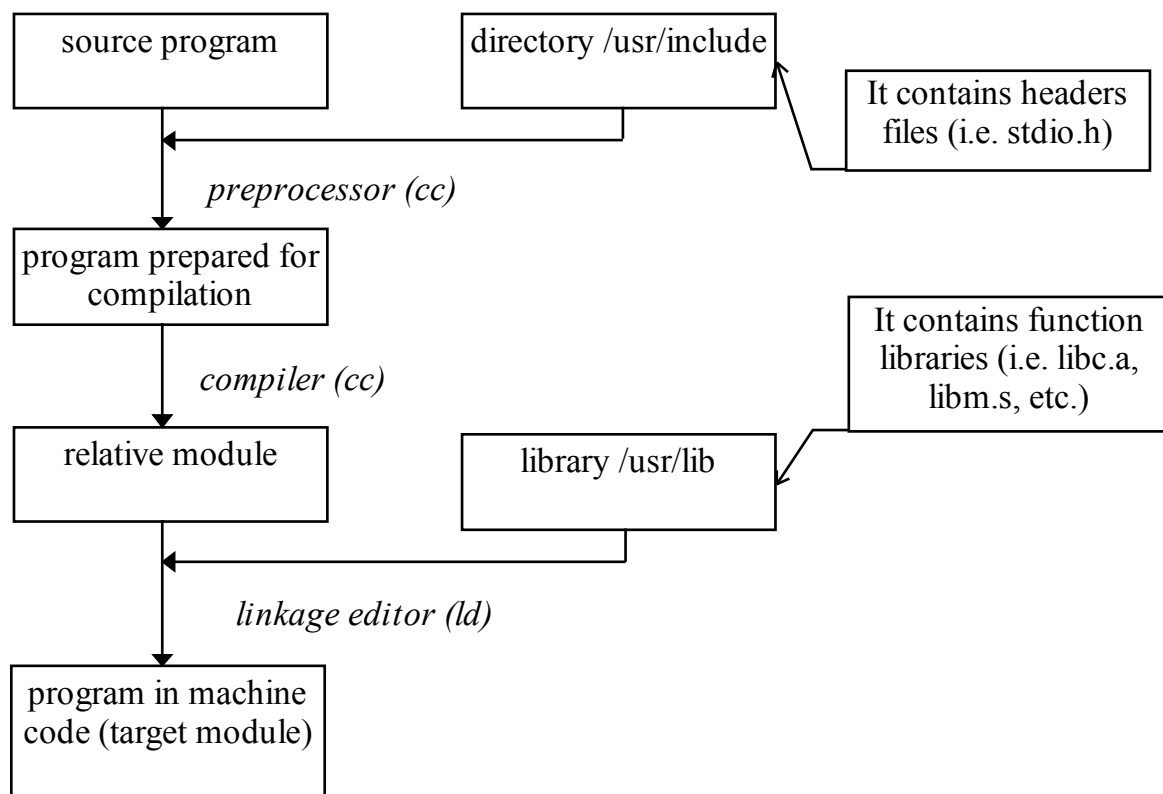 source program
directory /usr/include
It contains headers
files (i.e. stdio.h)
preprocessor (cc)
program prepared for
compilation
It contains function
libraries (i.e. libc.a,
libm.s, etc.)
compiler (cc)
relative module
library /usr/lib
linkage editor (ld)
program in machine
code (target module)